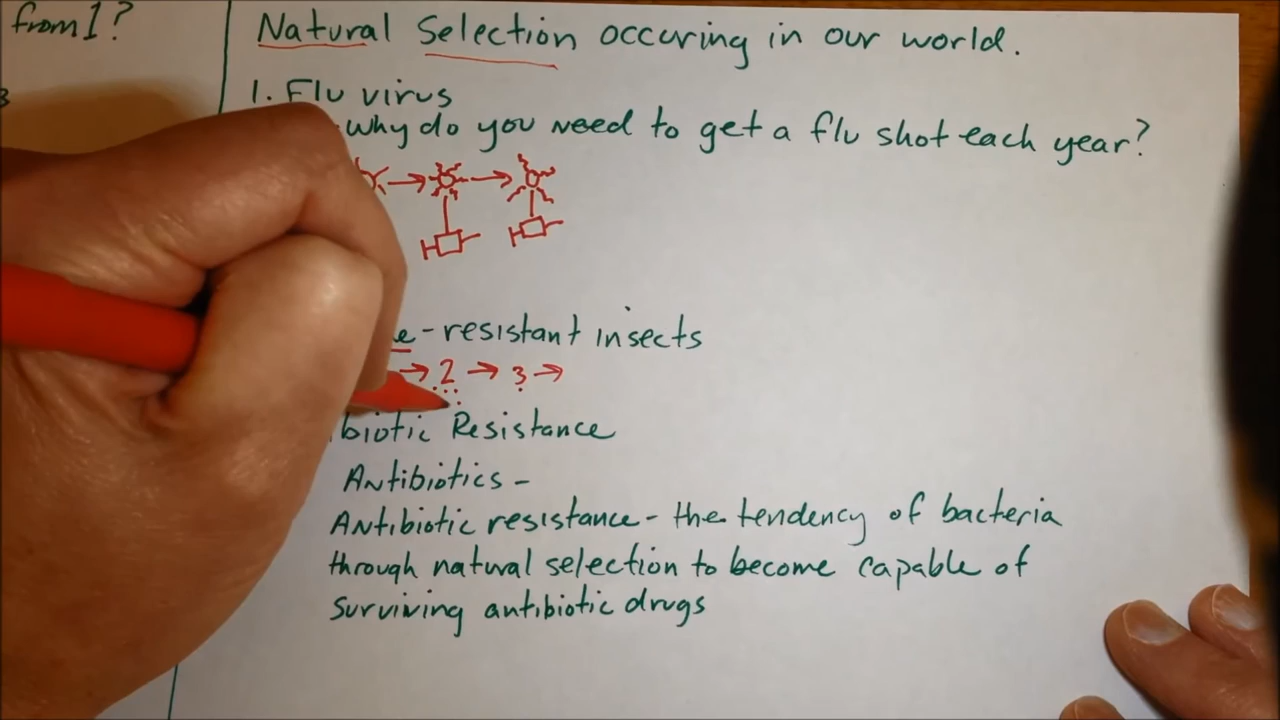 from 1?
3
Natural Selection occuring in our world.
1. Flu virus
- Why do you need to get a flu shot each year?
e-resistant insects
→ 2 → 3 →
biotic Resistance
Antibiotics -
Antibiotic resistance - the tendency of bacteria
through natural selection to become capable of
surviving antibiotic drugs